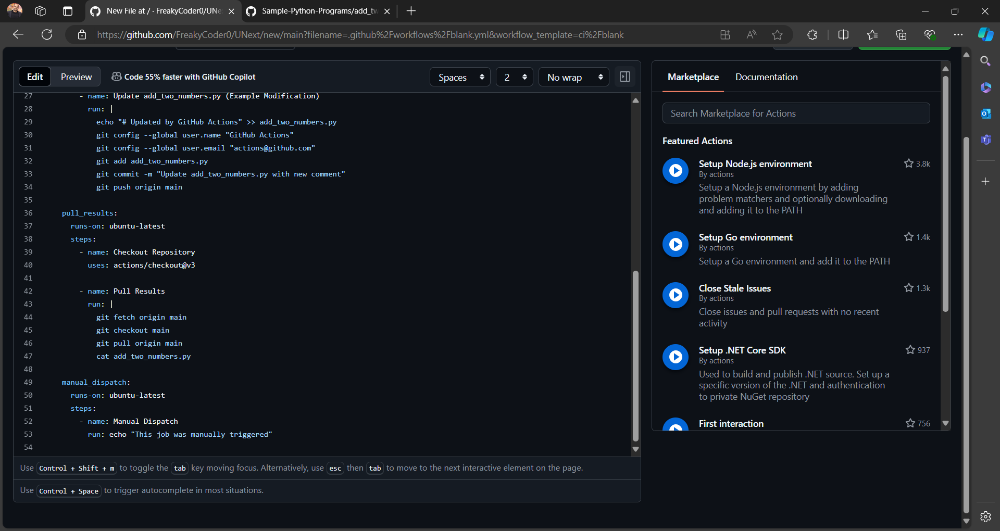 New File at / · FreakyCoder0/UNe
Sample-Python-Programs/add_tw
https://github.com/FreakyCoder0/UNext/new/main?filename=.github%2Fworkflows%2Fblank.yml&workflow_template=ci%2Fblank
Edit
Preview
Code 55% faster with GitHub Copilot
Spaces
2
No wrap
27 - name: Update add_two_numbers.py (Example Modification)
28 run: |
29 echo "# Updated by GitHub Actions" >> add_two_numbers.py
30 git config --global user.name "GitHub Actions"
31 git config --global user.email "actions@github.com"
32 git add add_two_numbers.py
33 git commit -m "Update add_two_numbers.py with new comment"
34 git push origin main
35
36 pull_results:
37 runs-on: ubuntu-latest
38 steps:
39 - name: Checkout Repository
40 uses: actions/checkout@v3
41
42 - name: Pull Results
43 run: |
44 git fetch origin main
45 git checkout main
46 git pull origin main
47 cat add_two_numbers.py
48
49 manual_dispatch:
50 runs-on: ubuntu-latest
51 steps:
52 - name: Manual Dispatch
53 run: echo "This job was manually triggered"
54
Use Control + Shift + m to toggle the tab key moving focus. Alternatively, use esc then tab to move to the next interactive element on the page.
Use Control + Space to trigger autocomplete in most situations.
Marketplace
Documentation
Search Marketplace for Actions
Featured Actions
Setup Node.js environment
3.8k
By actions
Setup a Node.js environment by adding
problem matchers and optionally downloading
and adding it to the PATH
Setup Go environment
1.4k
By actions
Setup a Go environment and add it to the PATH
Close Stale Issues
1.3k
By actions
Close issues and pull requests with no recent
activity
Setup .NET Core SDK
937
By actions
Used to build and publish .NET source. Set up a
specific version of the .NET and authentication
to private NuGet repository
First interaction
756